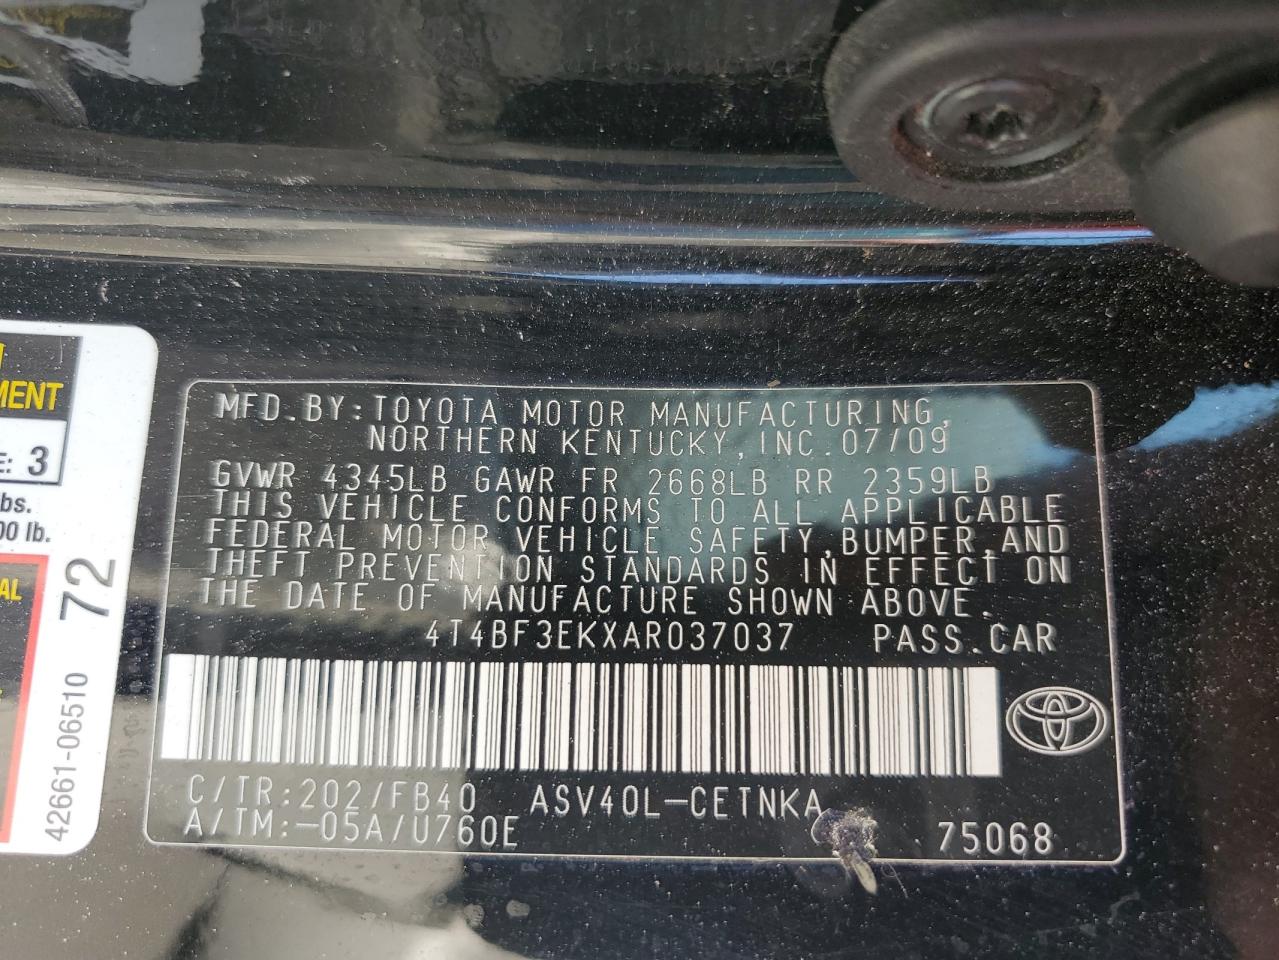 MENT
E: 3
bs.
00 lb.
AL
72
42661-06510
MFD.BY:TOYOTA MOTOR MANUFACTURING,
NORTHERN KENTUCKY,INC.07/09
GVWR 4345LB GAWR FR 2668LB RR 2359LB
THIS VEHICLE CONFORMS TO ALL APPLICABLE
FEDERAL MOTOR VEHICLE SAFETY,BUMPER,AND
THEFT PREVENTION STANDARDS IN EFFECT ON
THE DATE OF MANUFACTURE SHOWN ABOVE.
4T4BF3EKXAR037037 PASS.CAR
C/TR:202/FB40 ASV40L-CETNKA
A/TM:-05A/U760E 75068